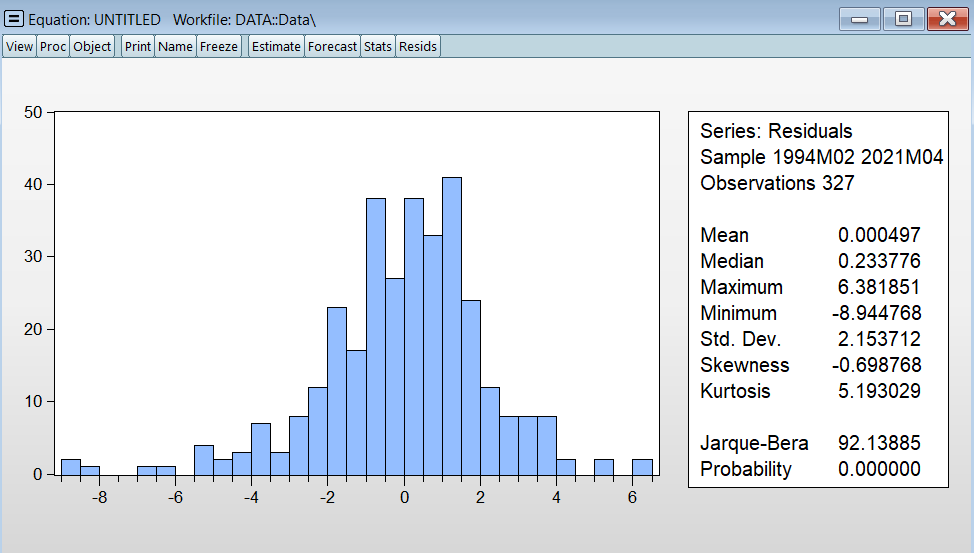 Equation: UNTITLED Workfile: DATA::Data\
View Proc Object Print Name Freeze Estimate Forecast Stats Resids
50
40
30
20
10
0
-8 -6 -4 -2 0 2 4 6
Series: Residuals
Sample 1994M02 2021M04
Observations 327
Mean 0.000497
Median 0.233776
Maximum 6.381851
Minimum -8.944768
Std. Dev. 2.153712
Skewness -0.698768
Kurtosis 5.193029
Jarque-Bera 92.13885
Probability 0.000000